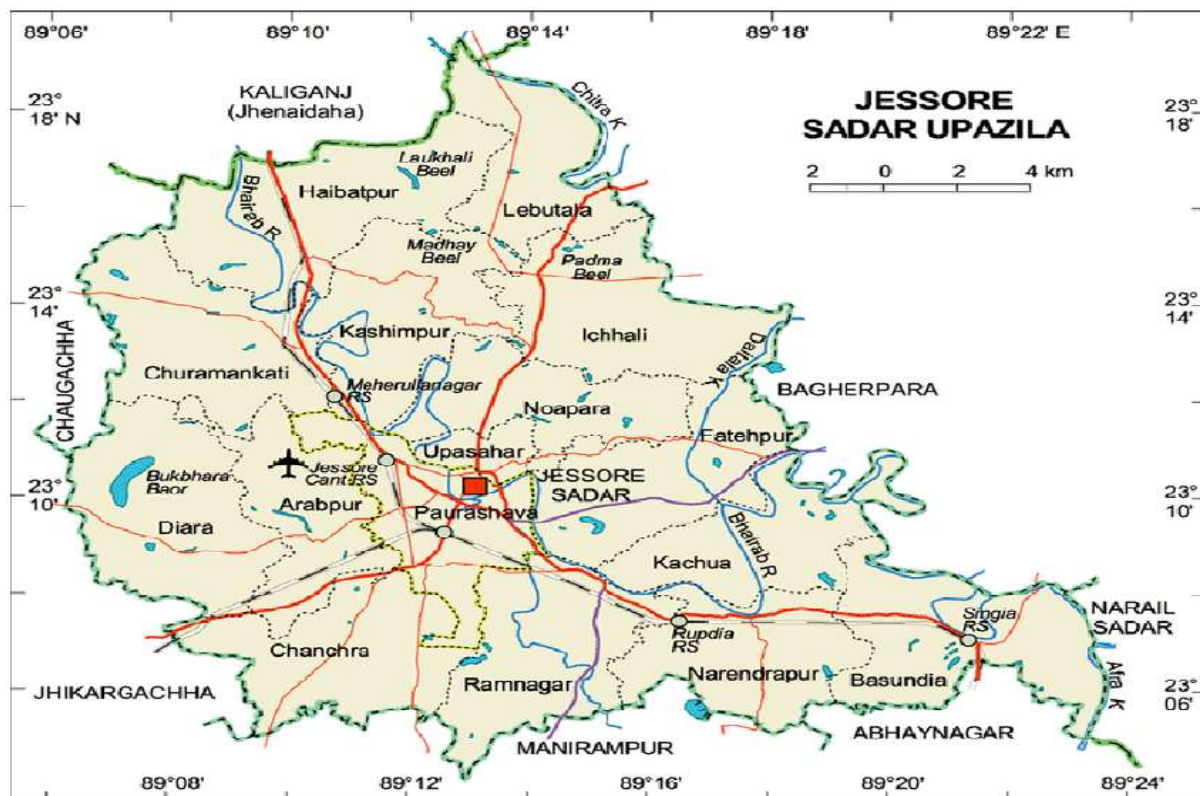 89°06'
89°10'
89°14'
89°18'
89°22' E
23°
18' N
23°
18'
KALIGANJ
(Jhenaidaha)
JESSORE
SADAR UPAZILA
2 0 2 4 km
Chitra K
Laukhali
Beel
Haibatpur
Bhairab R
Lebutala
Madhay
Beel
Padma
Beel
23°
14'
23°
14'
Kashimpur
Ichhali
Daitala K
CHAUGACHHA
Churamankati
Meherullanagar
RS
BAGHERPARA
Noapara
Fatehpur
Upasahar
Bukbhara
Baor
Jessore
Cant RS
JESSORE
SADAR
23°
10'
23°
10'
Arabpur
Paurashava
Diara
Bhairab R
Kachua
Singia
RS
NARAIL
SADAR
Rupdia
RS
Chanchra
Ramnagar
Narendrapur
Basundia
Afra K
23°
06'
JHIKARGACHHA
MANIRAMPUR
ABHAYNAGAR
89°08'
89°12'
89°16'
89°20'
89°24'